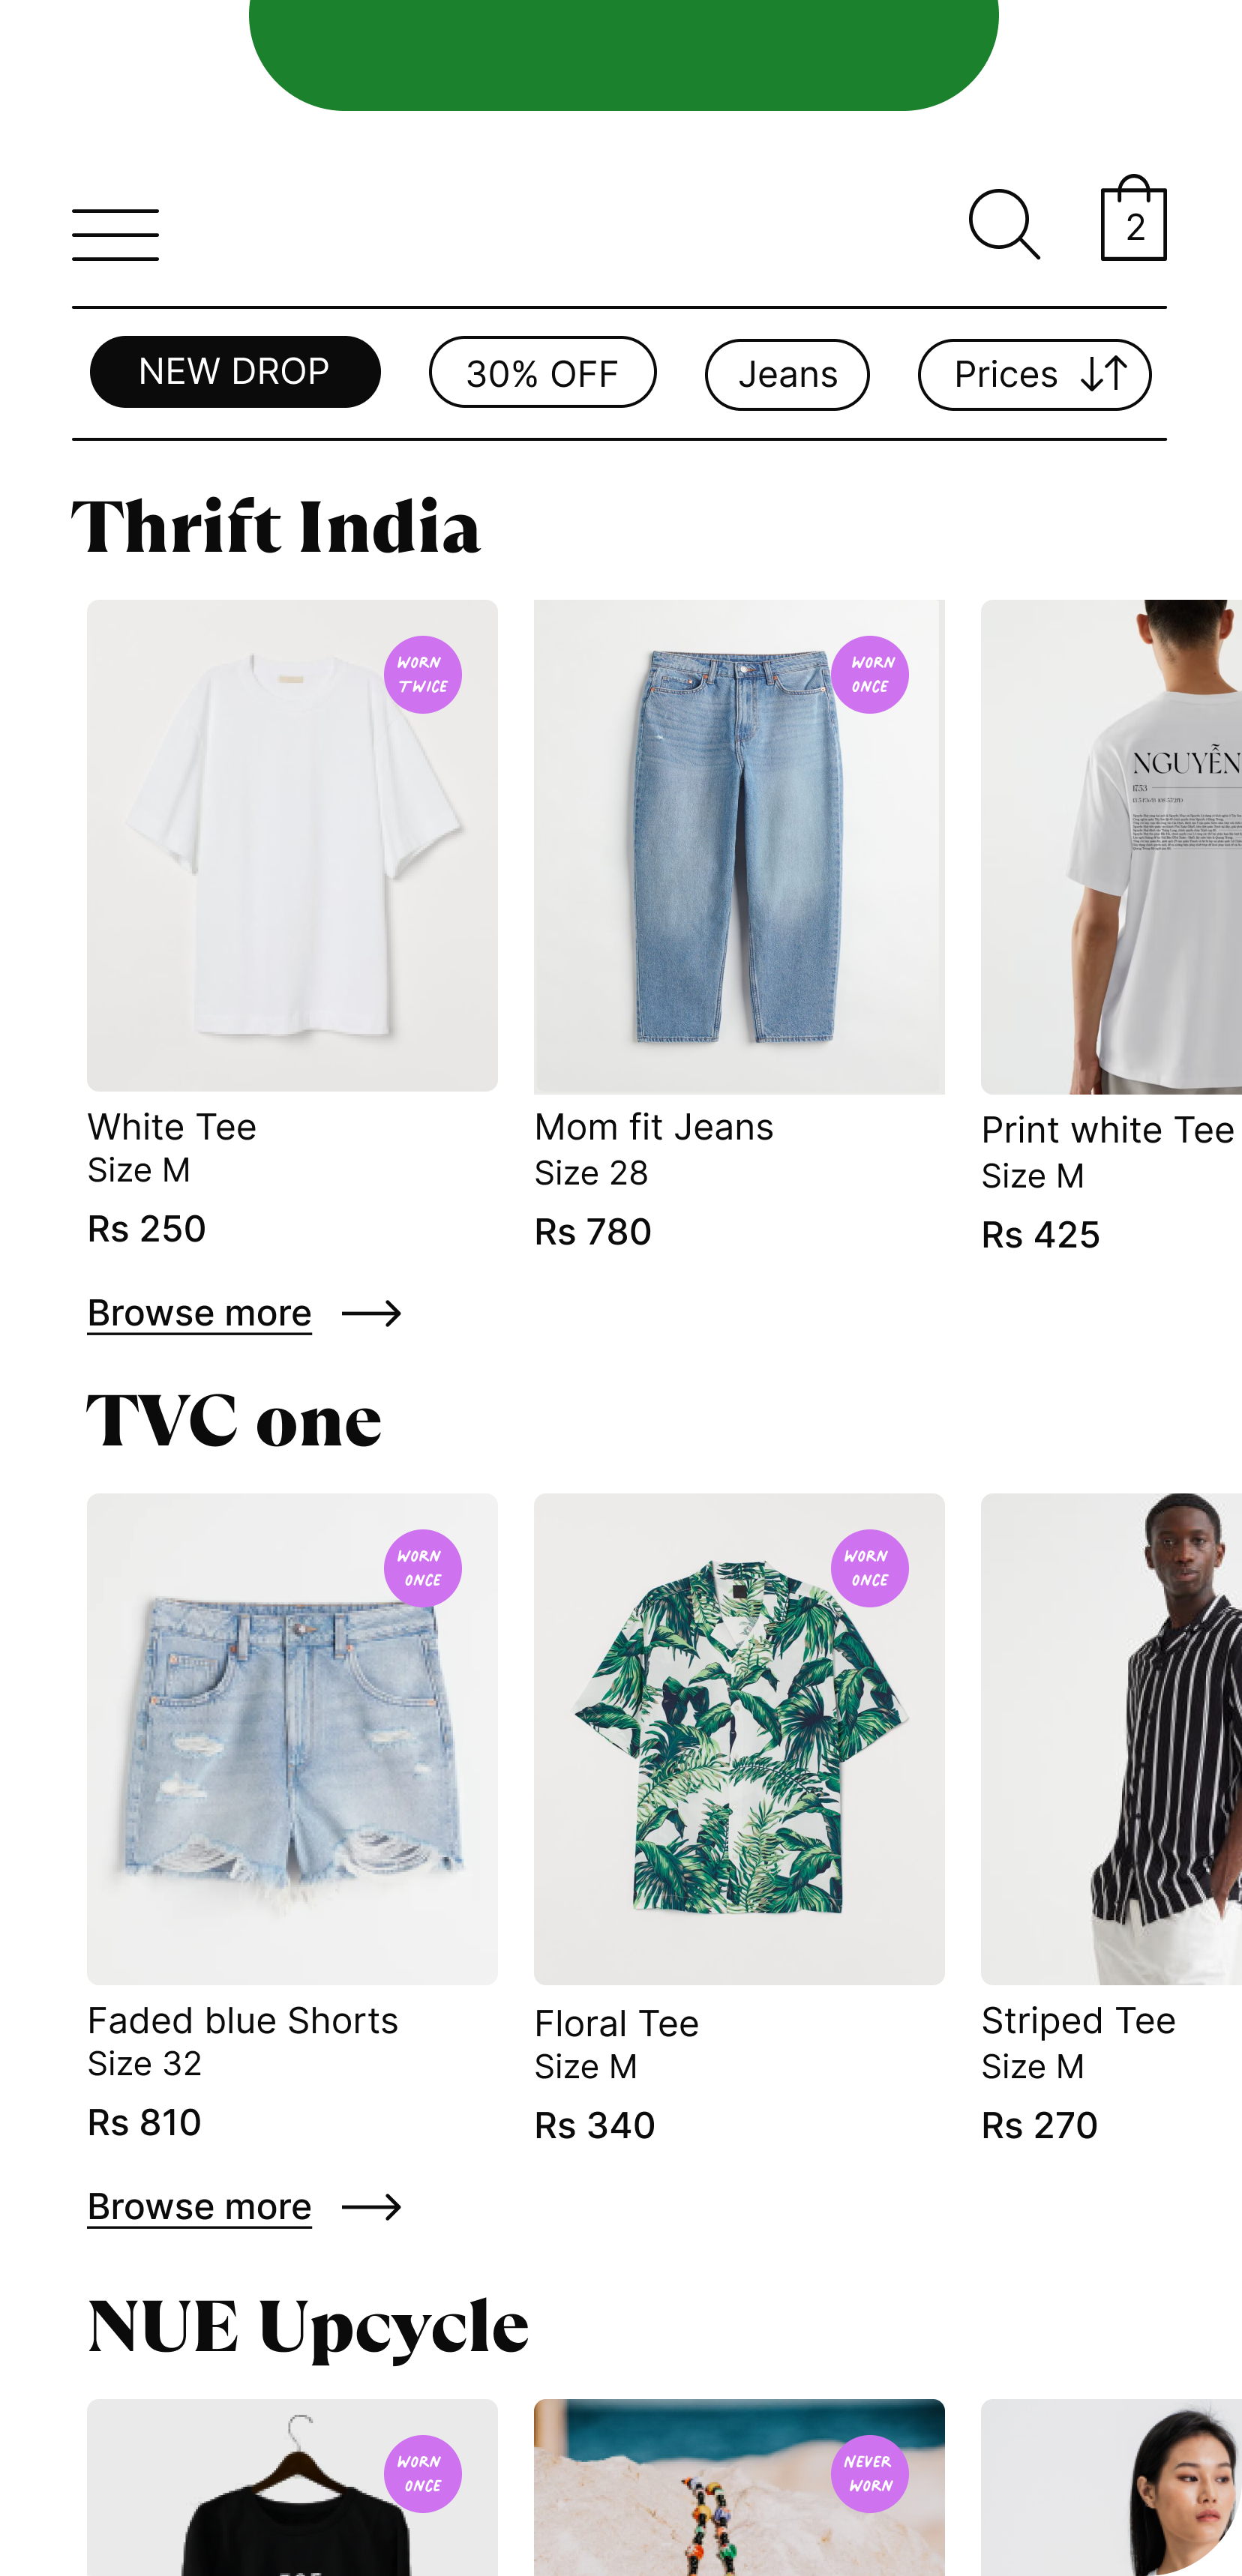 2
NEW DROP
30% OFF
Jeans
Prices
Thrift India
WORN
TWICE
WORN
ONCE
NGUYỄN
1753
White Tee
Size M
Rs 250
Mom fit Jeans
Size 28
Rs 780
Print white Tee
Size M
Rs 425
Browse more
TVC one
WORN
ONCE
WORN
ONCE
Faded blue Shorts
Size 32
Rs 810
Floral Tee
Size M
Rs 340
Striped Tee
Size M
Rs 270
Browse more
NUE Upcycle
WORN
ONCE
NEVER
WORN